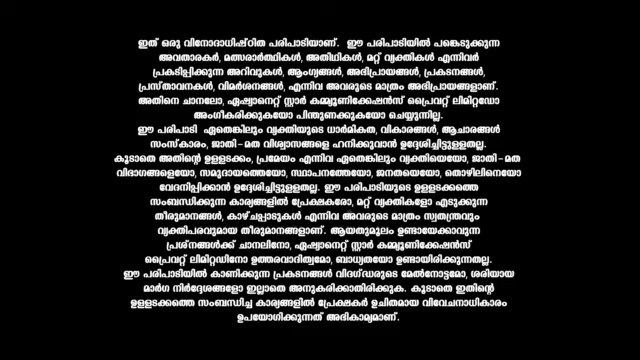 ഇത് ഒരു വിനോദാധിഷ്ഠിത പരിപാടിയാണ്. ഈ പരിപാടിയിൽ പങ്കെടുക്കുന്ന
അവതാരകർ, മത്സരാർത്ഥികൾ, അതിഥികൾ, മറ്റ് വ്യക്തികൾ എന്നിവർ
പ്രകടിപ്പിക്കുന്ന അറിവുകൾ, ആംഗ്യങ്ങൾ, അഭിപ്രായങ്ങൾ, പ്രകടനങ്ങൾ,
പ്രസ്താവനകൾ, വിമർശനങ്ങൾ, എന്നിവ അവരുടെ മാത്രം അഭിപ്രായങ്ങളാണ്.
അതിനെ ചാനലോ, ഏഷ്യാനെറ്റ് സ്റ്റാർ കമ്മ്യൂണിക്കേഷൻസ് പ്രൈവറ്റ് ലിമിറ്റഡോ
അംഗീകരിക്കുകയോ പിന്തുണക്കുകയോ ചെയ്യുന്നില്ല.
ഈ പരിപാടി ഏതെങ്കിലും വ്യക്തിയുടെ ധാർമികത, വികാരങ്ങൾ, ആചാരങ്ങൾ
സംസ്കാരം, ജാതി-മത വിശ്വാസങ്ങളെ ഹനിക്കുവാൻ ഉദ്ദേശിച്ചിട്ടുള്ളതല്ല.
കൂടാതെ അതിന്റെ ഉള്ളടക്കം, പ്രമേയം എന്നിവ ഏതെങ്കിലും വ്യക്തിയെയോ, ജാതി-മത
വിഭാഗങ്ങളെയോ, സമുദായത്തെയോ, സ്ഥാപനത്തേയോ, ജനതയെയോ, തൊഴിലിനെയോ
വേദനിപ്പിക്കാൻ ഉദ്ദേശിച്ചിട്ടുള്ളതല്ല. ഈ പരിപാടിയുടെ ഉള്ളടക്കത്തെ
സംബന്ധിക്കുന്ന കാര്യങ്ങളിൽ പ്രേക്ഷകരോ, മറ്റ് വ്യക്തികളോ എടുക്കുന്ന
തീരുമാനങ്ങൾ, കാഴ്ചപ്പാടുകൾ എന്നിവ അവരുടെ മാത്രം സ്വതന്ത്രവും
വ്യക്തിപരവുമായ തീരുമാനങ്ങളാണ്. ആയതുമൂലം ഉണ്ടായേക്കാവുന്ന
പ്രശ്നങ്ങൾക്ക് ചാനലിനോ, ഏഷ്യാനെറ്റ് സ്റ്റാർ കമ്മ്യൂണിക്കേഷൻസ്
പ്രൈവറ്റ് ലിമിറ്റഡിനോ ഉത്തരവാദിത്വമോ, ബാധ്യതയോ ഉണ്ടായിരിക്കുന്നതല്ല.
ഈ പരിപാടിയിൽ കാണിക്കുന്ന പ്രകടനങ്ങൾ വിദഗ്ദ്ധരുടെ മേൽനോട്ടമോ, ശരിയായ
മാർഗ നിർദ്ദേശങ്ങളോ ഇല്ലാതെ അനുകരിക്കാതിരിക്കുക. കൂടാതെ ഇതിന്റെ
ഉള്ളടക്കത്തെ സംബന്ധിച്ച കാര്യങ്ങളിൽ പ്രേക്ഷകർ ഉചിതമായ വിവേചനാധികാരം
ഉപയോഗിക്കുന്നത് അഭികാമ്യമാണ്.